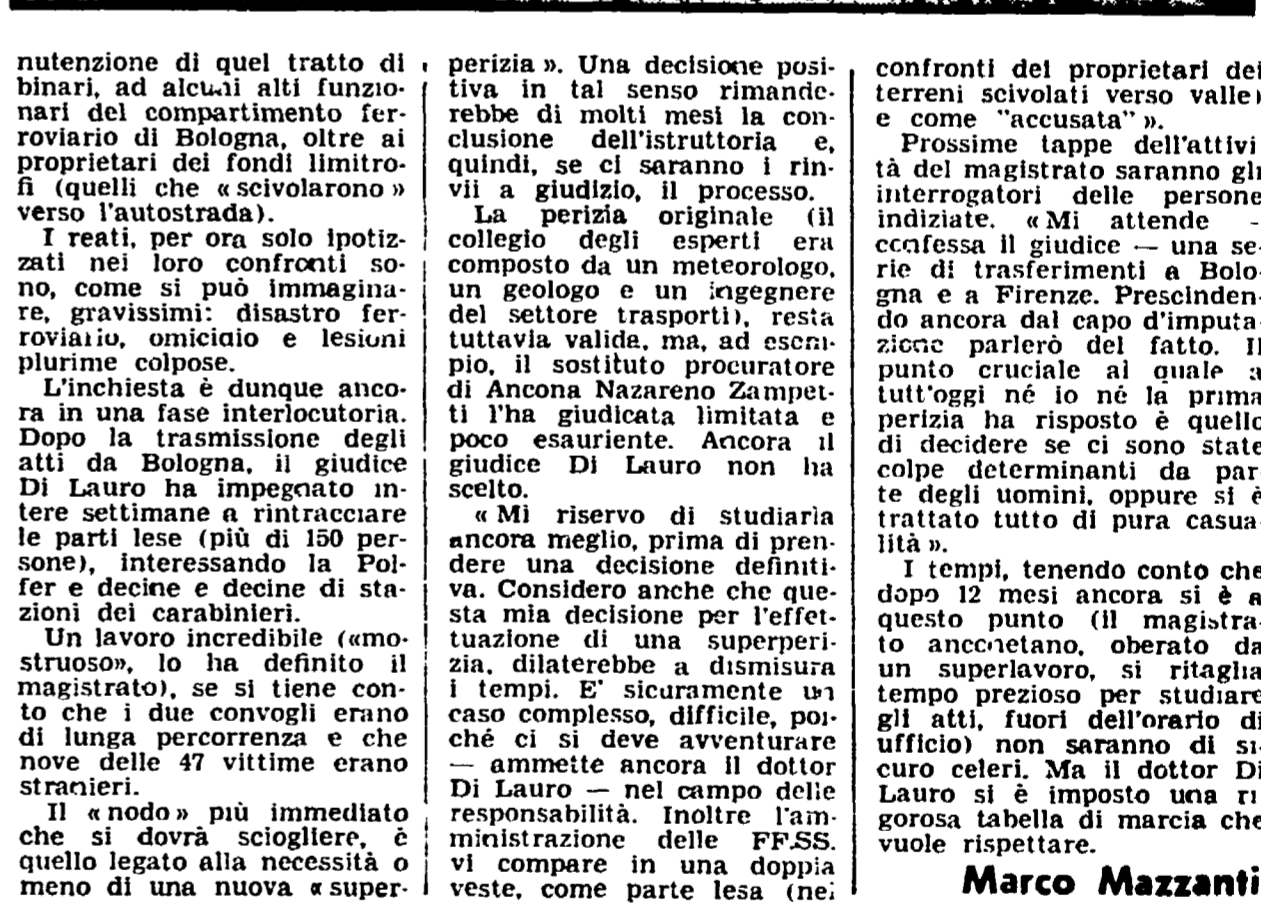 nutenzione di quel tratto di
binari, ad alcuni alti funzio-
nari del compartimento fer-
roviario di Bologna, oltre ai
proprietari dei fondi limitro-
fi (quelli che « scivolarono »
verso l'autostrada).
I reati, per ora solo ipotiz-
zati nei loro confronti so-
no, come si può immagina-
re, gravissimi: disastro fer-
roviario, omicidio e lesioni
plurime colpose.
L'inchiesta è dunque anco-
ra in una fase interlocutoria.
Dopo la trasmissione degli
atti da Bologna, il giudice
Di Lauro ha impegnato in-
tere settimane a rintracciare
le parti lese (più di 150 per-
sone), interessando la Pol-
fer e decine e decine di sta-
zioni dei carabinieri.
Un lavoro incredibile («mo-
struoso», lo ha definito il
magistrato), se si tiene con-
to che i due convogli erano
di lunga percorrenza e che
nove delle 47 vittime erano
stranieri.
Il « nodo » più immediato
che si dovrà sciogliere, è
quello legato alla necessità o
meno di una nuova « super-
perizia ». Una decisione posi-
tiva in tal senso rimande-
rebbe di molti mesi la con-
clusione dell'istruttoria e,
quindi, se ci saranno i rin-
vii a giudizio, il processo.
La perizia originale (il
collegio degli esperti era
composto da un meteorologo,
un geologo e un ingegnere
del settore trasporti), resta
tuttavia valida, ma, ad esem-
pio, il sostituto procuratore
di Ancona Nazareno Zampet-
ti l'ha giudicata limitata e
poco esauriente. Ancora il
giudice Di Lauro non ha
scelto.
« Mi riservo di studiarla
ancora meglio, prima di pren-
dere una decisione definiti-
va. Considero anche che que-
sta mia decisione per l'effet-
tuazione di una superperi-
zia, dilaterebbe a dismisura
i tempi. E' sicuramente un
caso complesso, difficile, poi-
ché ci si deve avventurare
— ammette ancora il dottor
Di Lauro — nel campo delle
responsabilità. Inoltre l'am-
ministrazione delle FF.SS.
vi compare in una doppia
veste, come parte lesa (nei
confronti dei proprietari dei
terreni scivolati verso valle)
e come "accusata" ».
Prossime tappe dell'attivi
tà del magistrato saranno gli
interrogatori delle persone
indiziate. « Mi attende -
confessa il giudice — una se-
rie di trasferimenti a Bolo-
gna e a Firenze. Prescinden-
do ancora dal capo d'imputa-
zione parlerò del fatto. Il
punto cruciale al quale a
tutt'oggi né io né la prima
perizia ha risposto è quello
di decidere se ci sono state
colpe determinanti da par-
te degli uomini, oppure si è
trattato tutto di pura casua-
lità ».
I tempi, tenendo conto che
dopo 12 mesi ancora si è a
questo punto (il magistra-
to anconetano, oberato da
un superlavoro, si ritaglia
tempo prezioso per studiare
gli atti, fuori dell'orario di
ufficio) non saranno di si-
curo celeri. Ma il dottor Di
Lauro si è imposto una ri
gorosa tabella di marcia che
vuole rispettare.
Marco Mazzanti